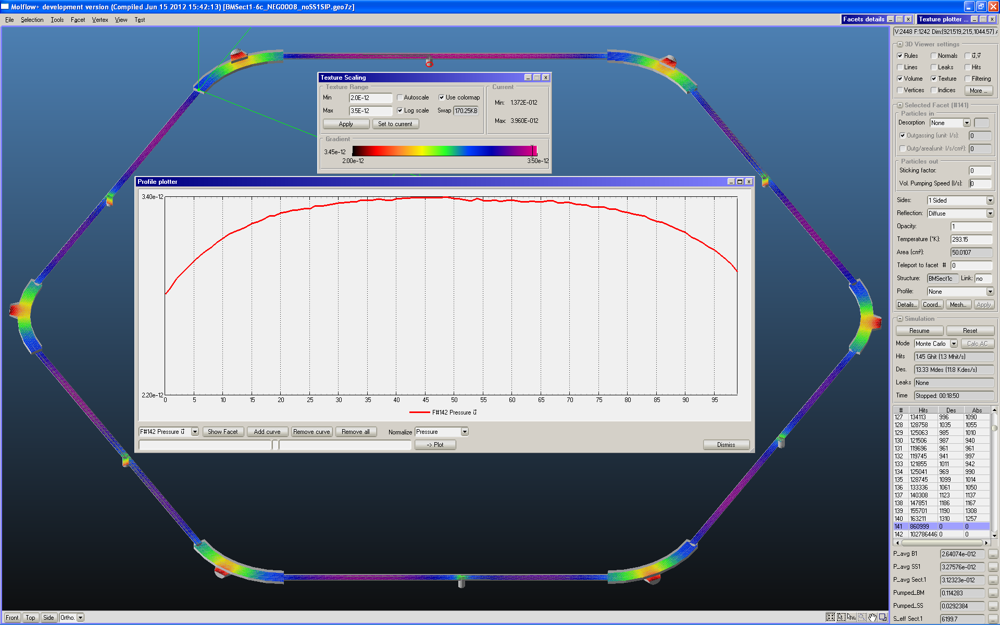 Molflow+ development version (Compiled Jun 15 2012 15:42:13) [BMSect1-6c_NEG0008_noSS1SIP.geo7z]
File Selection Tools Facet Vertex View Test
Facets details
Texture plotter ...
V:2448 F:1242 Dim:(921.519,21.5,1044.57)
3D Viewer settings
Rules Normals u,v
Lines Leaks Hits
Volume Texture Filtering
Vertices Indices More ...
Selected Facet (#141)
Particles in
Desorption None
Outgassing (unit· l/s): 0
Outg/area(unit· l/s/cm²): 0
Particles out
Sticking factor: 0
Vol. Pumping Speed (l/s): 0
Sides: 1 Sided
Reflection: Diffuse
Opacity: 1
Temperature (°K): 293.15
Area (cm²): 50.0107
Teleport to facet # 0
Structure: BMSect1c Link: no
Profile: None
Details... Coord... Mesh... Apply
Simulation
Resume Reset
Mode Monte Carlo Calc AC
Hits 1.45 Ghit (1.3 Mhit/s)
Des. 13.33 Mdes (11.8 Kdes/s)
Leaks None
Time Stopped: 00:18:50
# Hits Des Abs
127 134113 996 1090
128 128758 1035 1055
129 125063 985 1010
130 121506 987 940
131 119696 961 961
132 119745 941 997
133 121855 1011 942
134 125041 969 990
135 128745 1099 1014
136 133336 1061 1050
137 140308 1123 1137
138 147851 1186 1167
139 155701 1190 1308
140 163211 1310 1257
141 860999 0 0
142 102786446 0 0
P_avg B1 2.64074e-012 ...
P_avg SS1 3.27576e-012 ...
P_avg Sect.1 3.12323e-012 ...
Pumped_BM 0.114283 ...
Pumped_SS 0.0292384 ...
S_eff Sect.1 6199.7 ...
Texture Scaling
Texture Range
Min 2.0E-12 Autoscale Use colormap
Max 3.5E-12 Log scale Swap 170.25KB
Apply Set to current
Current
Min: 1.372E-012
Max: 3.960E-012
Gradient
3.45e-12
2.00e-12 3.50e-12
Profile plotter
3.40e-12
2.20e-12
0 5 10 15 20 25 30 35 40 45 50 55 60 65 70 75 80 85 90 95
F#142 Pressure u⃗
F#142 Pressure u⃗ Show Facet Add curve Remove curve Remove all Normalize Pressure
-> Plot Dismiss
Front Top Side Ortho.